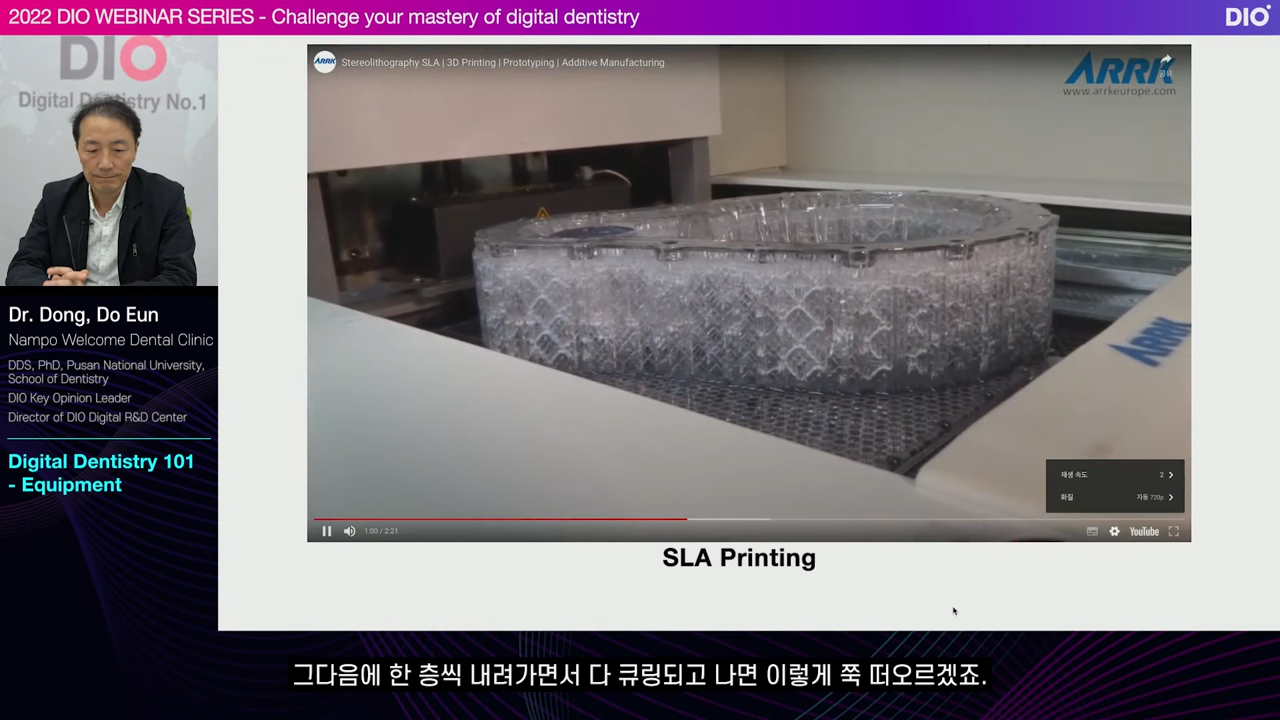 2022 DIO WEBINAR SERIES - Challenge your mastery of digital dentistry
DIO
DIO
Digital Dentistry No.1
ARRK
Stereolithography SLA | 3D Printing | Prototyping | Additive Manufacturing
ARRK
www.arrkeurope.com
공유
ARRK
Dr. Dong, Do Eun
Nampo Welcome Dental Clinic
DDS, PhD, Pusan National University,
School of Dentistry
DIO Key Opinion Leader
Director of DIO Digital R&D Center
Digital Dentistry 101
- Equipment
재생 속도 2
화질 자동 720p
1:00 / 2:21
YouTube
SLA Printing
그다음에 한 층씩 내려가면서 다 큐링되고 나면 이렇게 쭉 떠오르겠죠.